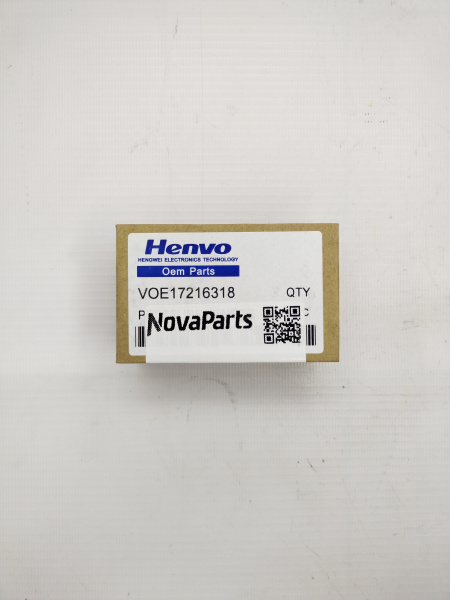 Henvo
HENGWEI ELECTRONICS TECHNOLOGY
Oem Parts
VOE17216318 QTY
P C
NovaParts